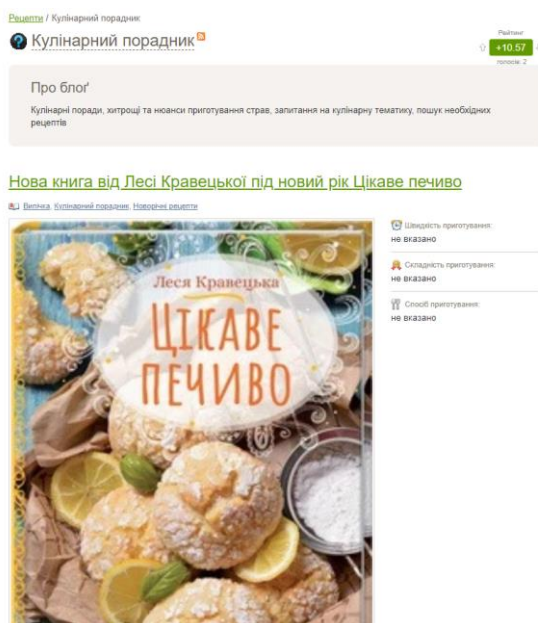 Рецепти / Кулінарний порадник
Кулінарний порадник
Рейтинг
+10.57
голосів: 2
Про блоґ
Кулінарні поради, хитрощі та нюанси приготування страв, запитання на кулінарну тематику, пошук необхідних
рецептів
Нова книга від Лесі Кравецької під новий рік Цікаве печиво
Випічка, Кулінарний порадник, Новорічні рецепти
Швидкість приготування:
не вказано
Складність приготування:
не вказано
Спосіб приготування:
не вказано
Леся Кравецька
ЦІКАВЕ
ПЕЧИВО